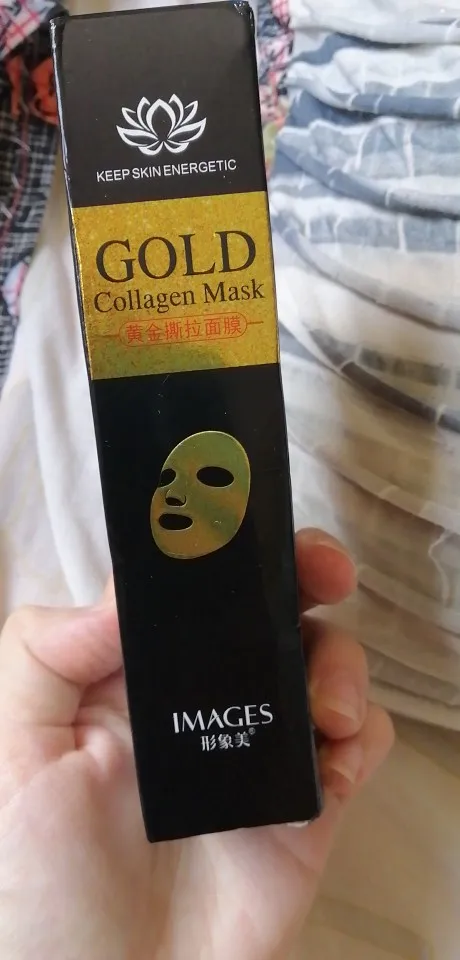 KEEP SKIN ENERGETIC
GOLD
Collagen Mask
黄金撕拉面膜
IMAGES
形象美®